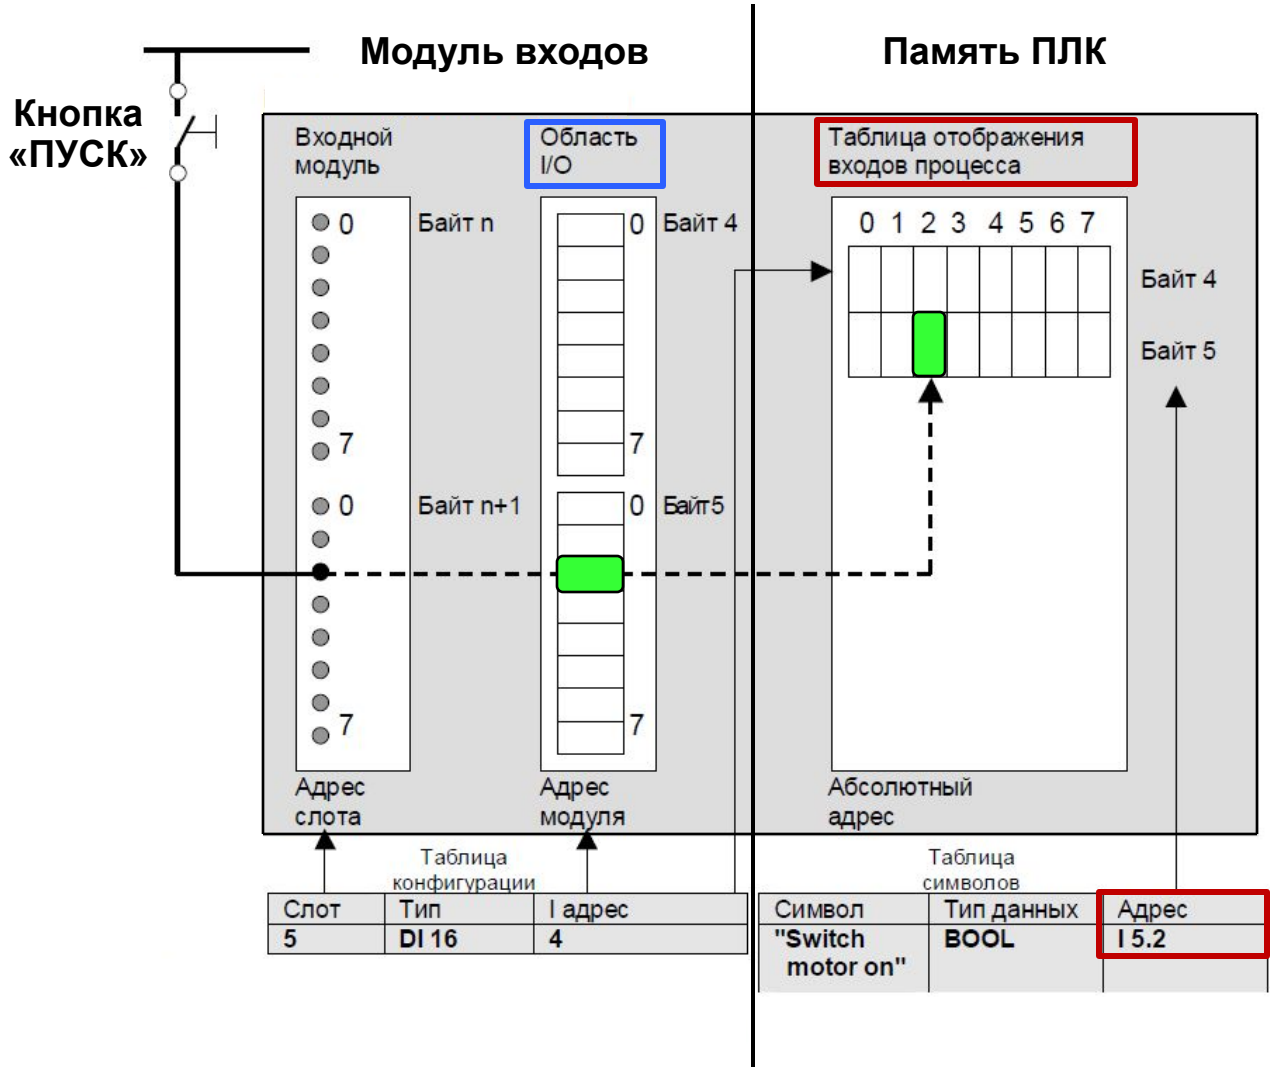 Модуль входов
Память ПЛК
Кнопка
«ПУСК»
Входной
модуль
Область
I/O
Таблица отображения
входов процесса
0
Байт n
0
Байт 4
0 1 2 3 4 5 6 7
Байт 4
Байт 5
7
7
0
Байт n+1
0
Байт5
7
7
Адрес
слота
Адрес
модуля
Абсолютный
адрес
Таблица
конфигурации
Таблица
символов
Слот
Тип
I адрес
5
DI 16
4
Символ
Тип данных
Адрес
"Switch
motor on"
BOOL
I 5.2